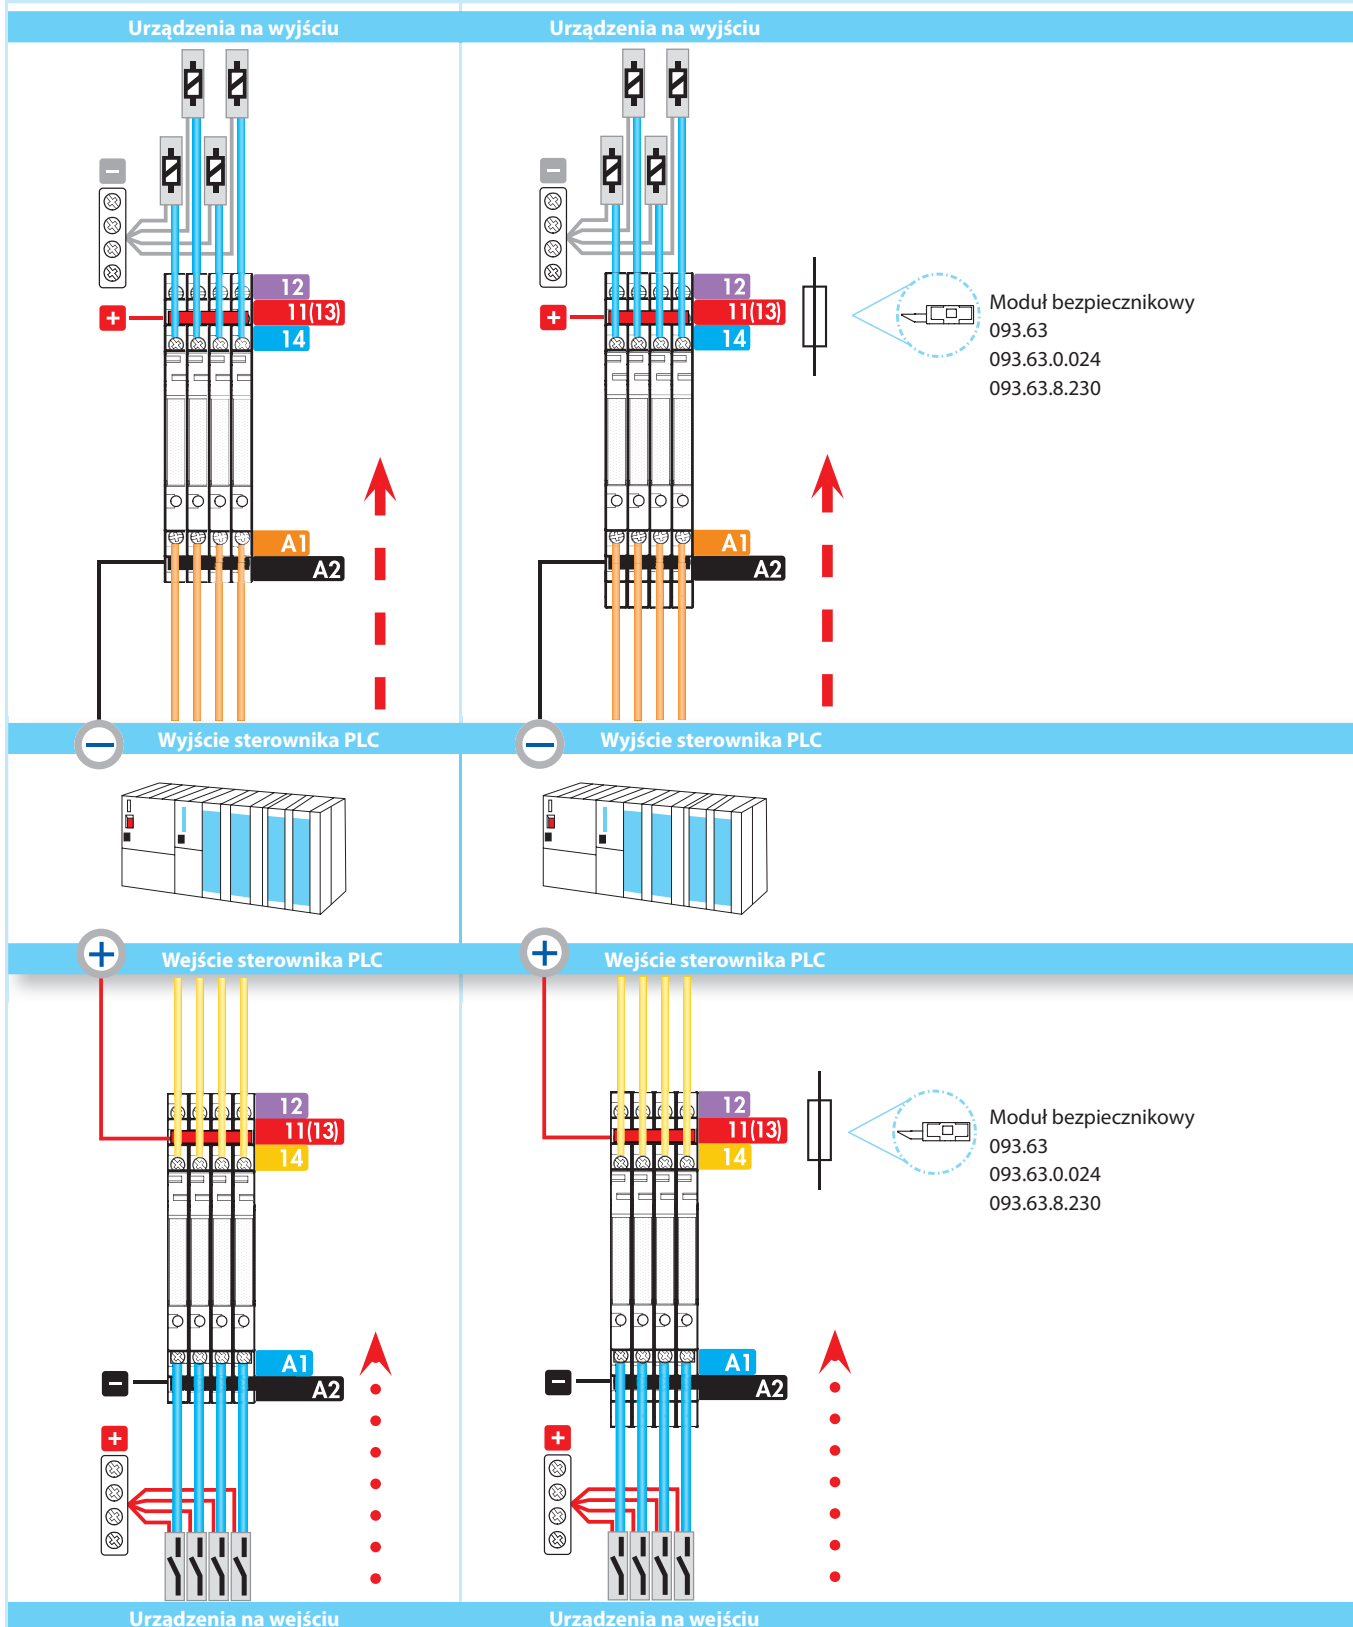 Urządzenia na wyjściu
Urządzenia na wyjściu
12
11(13)
14
12
11(13)
14
Moduł bezpiecznikowy
093.63
093.63.0.024
093.63.8.230
A1
A2
A1
A2
Wyjście sterownika PLC
Wyjście sterownika PLC
Wejście sterownika PLC
Wejście sterownika PLC
12
11(13)
14
12
11(13)
14
Moduł bezpiecznikowy
093.63
093.63.0.024
093.63.8.230
A1
A2
A1
A2
Urządzenia na wejściu
Urządzenia na wejściu